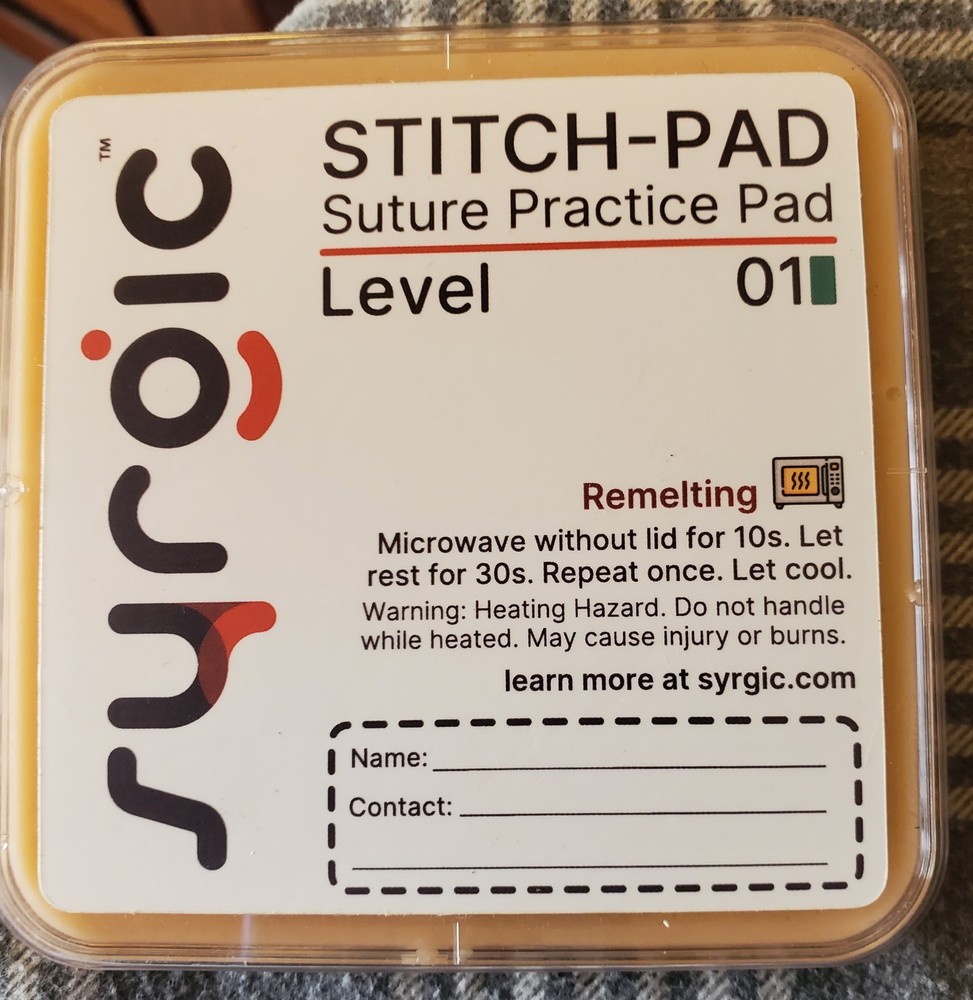 syrgic
TM
STITCH-PAD
Suture Practice Pad
Level 01
Remelting
Microwave without lid for 10s. Let
rest for 30s. Repeat once. Let cool.
Warning: Heating Hazard. Do not handle
while heated. May cause injury or burns.
learn more at syrgic.com
Name:
Contact: